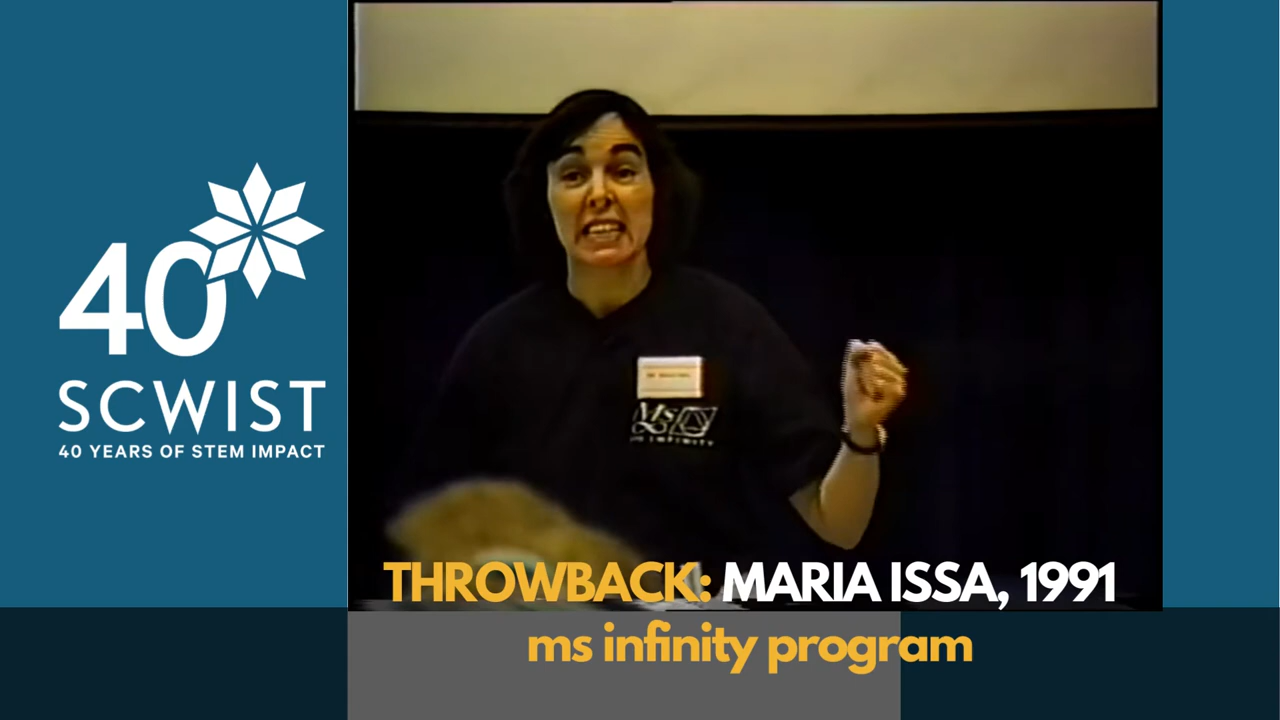 40
SCWIST
40 YEARS OF STEM IMPACT
Ms
INFINITY
THROWBACK: MARIA ISSA, 1991
ms infinity program